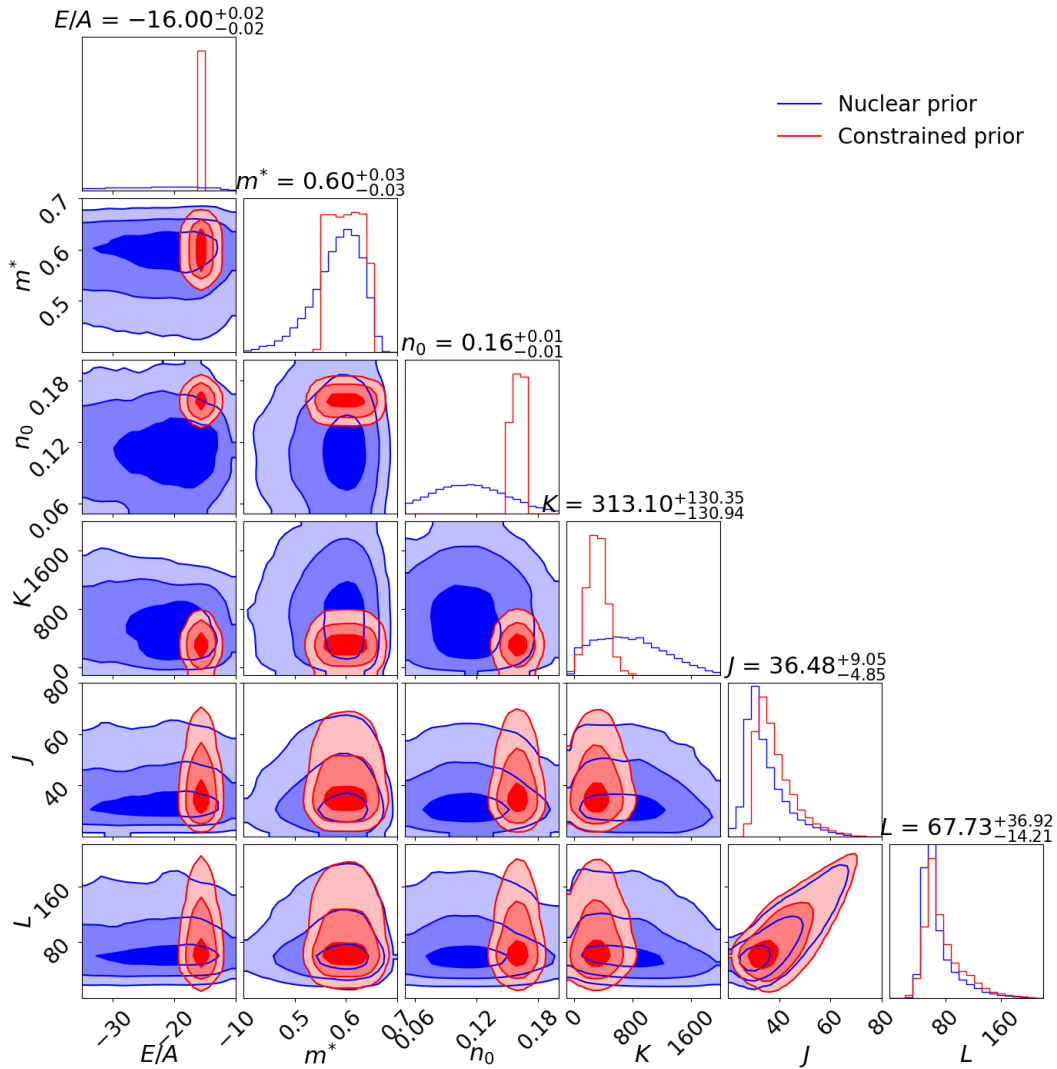 E/A = −16.00 +0.02 −0.02
Nuclear prior
Constrained prior
m* = 0.60 +0.03 −0.03
0.7
0.6
0.5
m*
n₀ = 0.16 +0.01 −0.01
0.18
0.12
0.06
n₀
K = 313.10 +130.35 −130.94
1600
800
80
K
J = 36.48 +9.05 −4.85
80
60
40
J
L = 67.73 +36.92 −14.21
160
80
L
−30 −20 −10 0.5 0.6 0.7 0.06 0.12 0.18 0 800 1600 40 60 80 80 160
E/A m* n₀ K J L